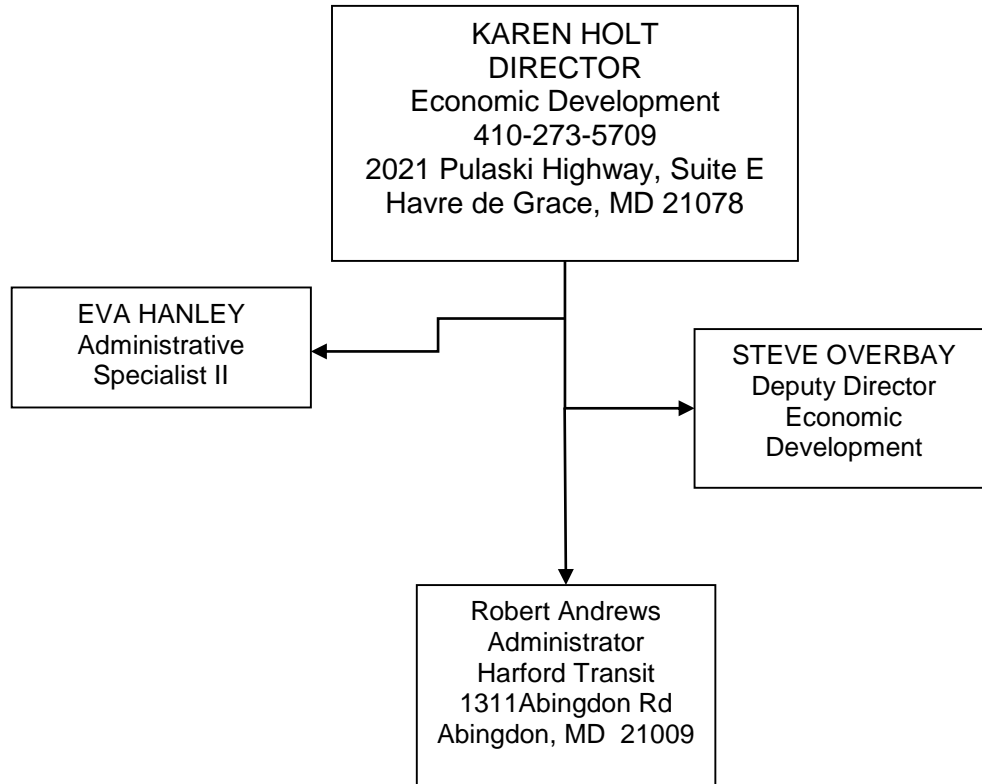 KAREN HOLT
DIRECTOR
Economic Development
410-273-5709
2021 Pulaski Highway, Suite E
Havre de Grace, MD 21078
EVA HANLEY
Administrative
Specialist II
STEVE OVERBAY
Deputy Director
Economic
Development
Robert Andrews
Administrator
Harford Transit
1311Abingdon Rd
Abingdon, MD  21009